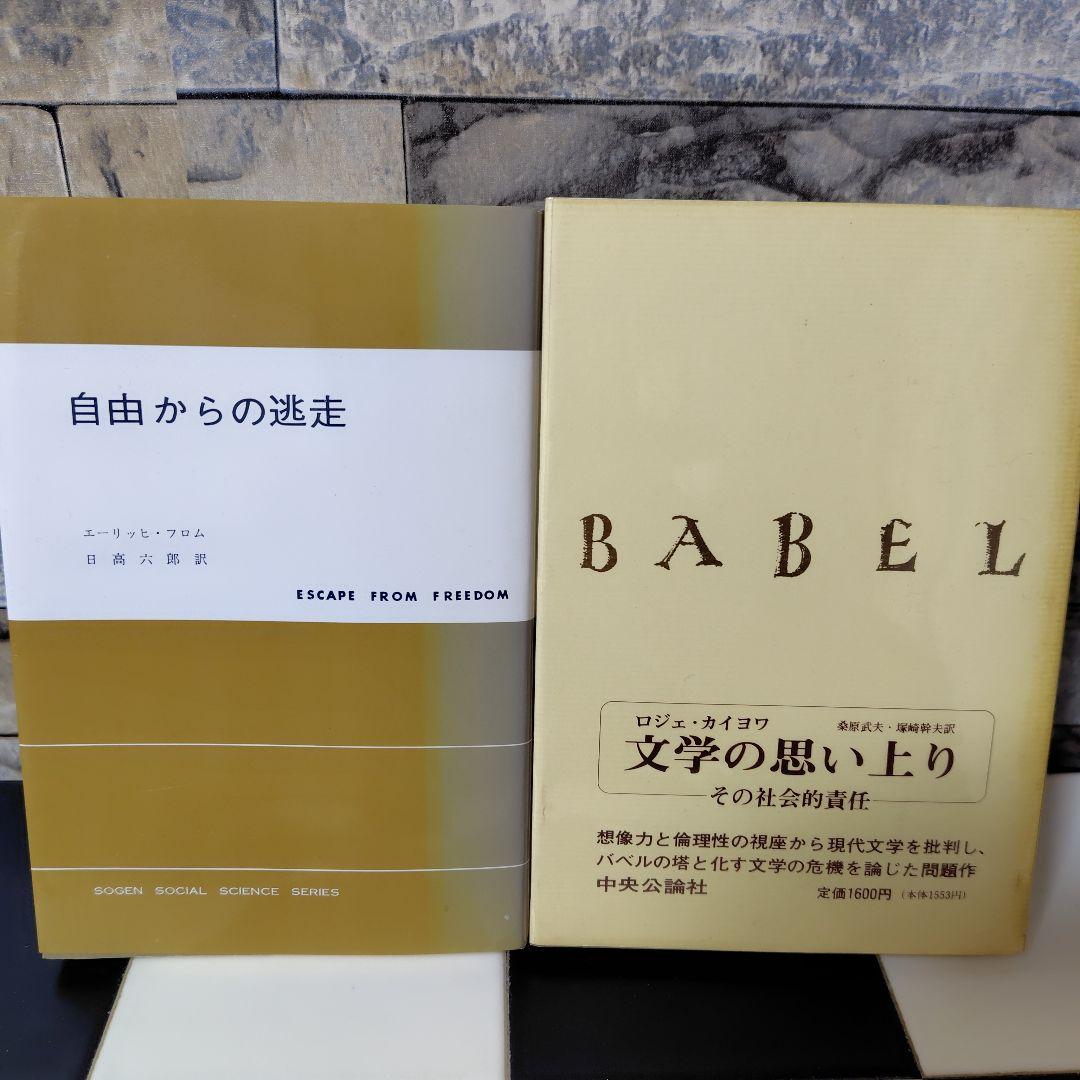 自由からの逃走
エーリッヒ・フロム
日高六郎訳
ESCAPE FROM FREEDOM
SOGEN SOCIAL SCIENCE SERIES
BABEL
ロジェ・カイヨワ 桑原武夫・塚崎幹夫訳
文学の思い上り
その社会的責任
想像力と倫理性の視座から現代文学を批判し、
バベルの塔と化す文学の危機を論じた問題作
中央公論社 定価1600円（本体1553円）